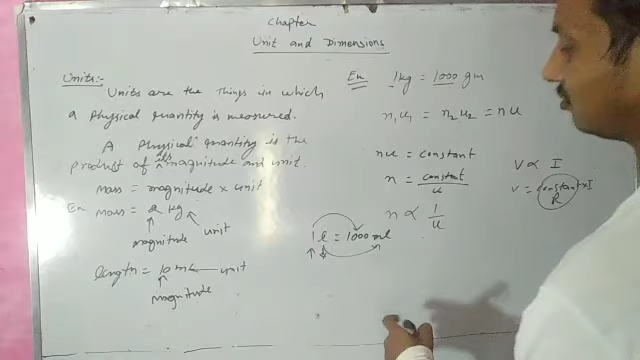 Chapter
Unit and Dimensions
Units:-
Units are the things in which
a physical quantity is measured.
A physical quantity is the
product of its magnitude and unit.
mass = magnitude x unit
Ex mass = 2 kg
magnitude unit
length = 10 m unit
magnitude
Ex 1kg = 1000 gm
n₁u₁ = n₂u₂ = nu
nu = constant
n = constant/u
n ∝ 1/u
1 l = 1000 ml
V ∝ I
V = constant x I
R